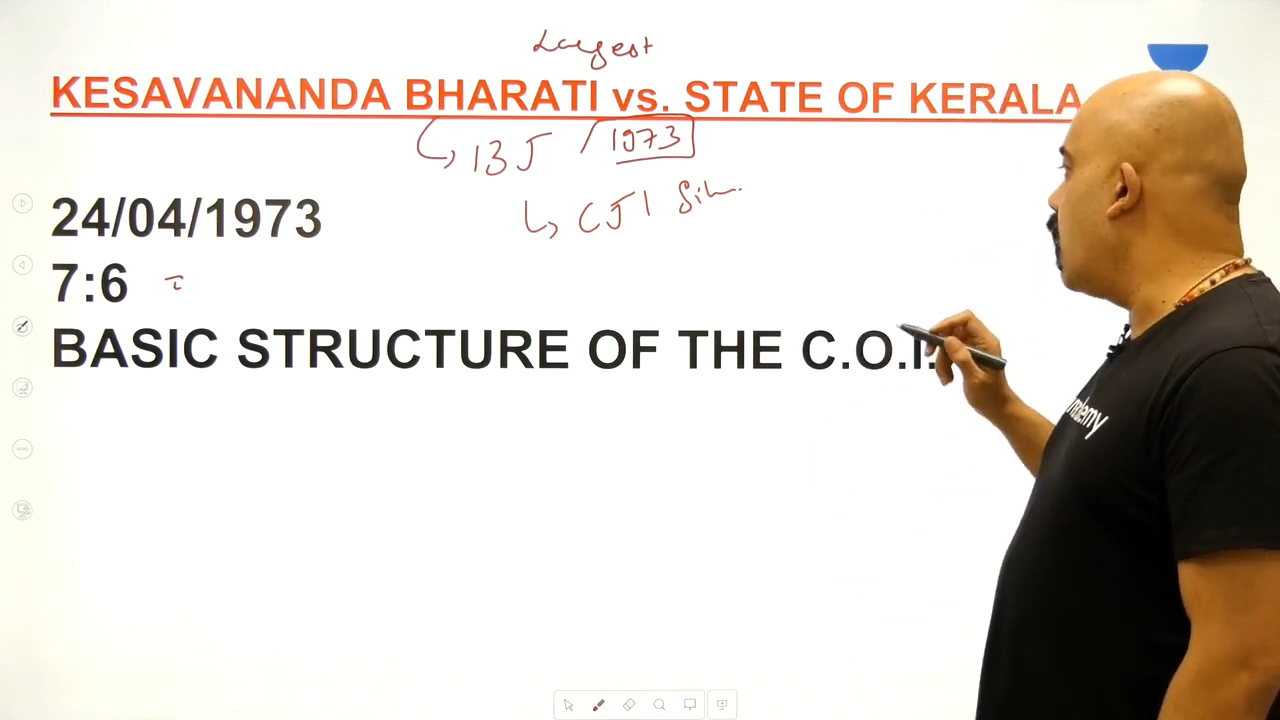 Largest
KESAVANANDA BHARATI vs. STATE OF KERALA
13J 1973
CJI
24/04/1973
7:6
BASIC STRUCTURE OF THE C.O.I.